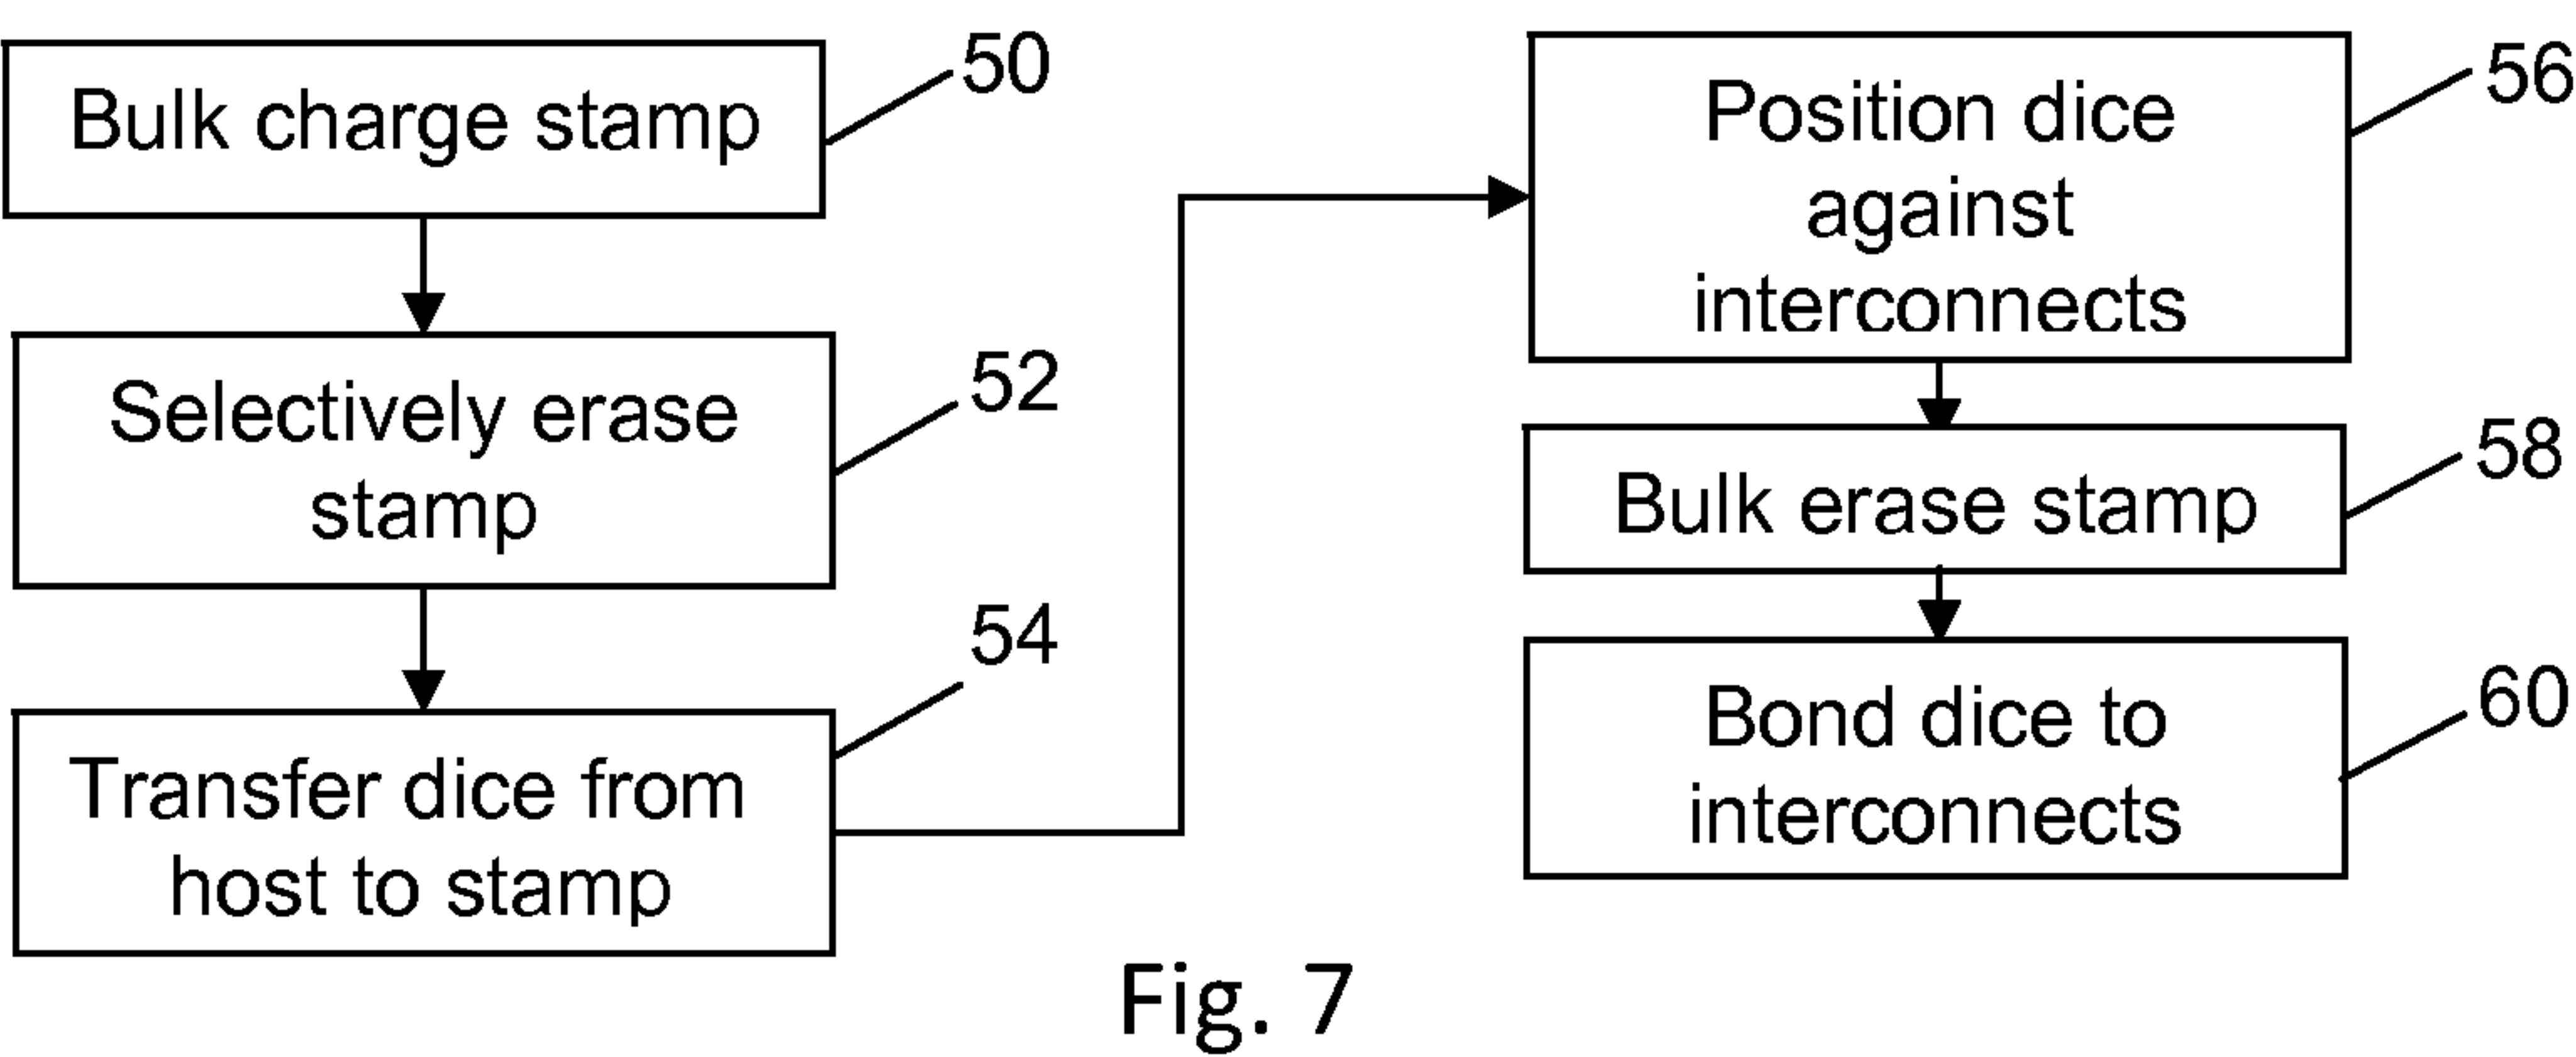 Bulk charge stamp
50
Selectively erase
stamp
52
Transfer dice from
host to stamp
54
Position dice
against
interconnects
56
Bulk erase stamp
58
Bond dice to
interconnects
60
Fig. 7